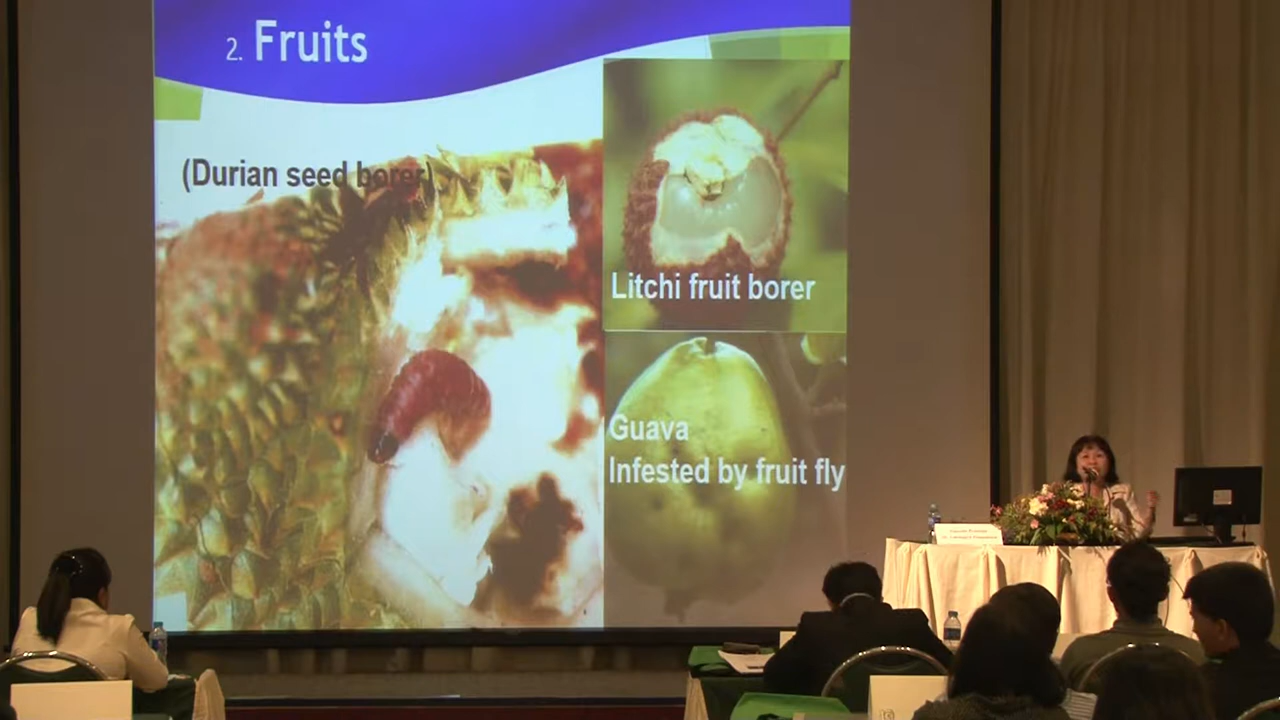 2. Fruits
(Durian seed borer)
Litchi fruit borer
Guava
Infested by fruit fly